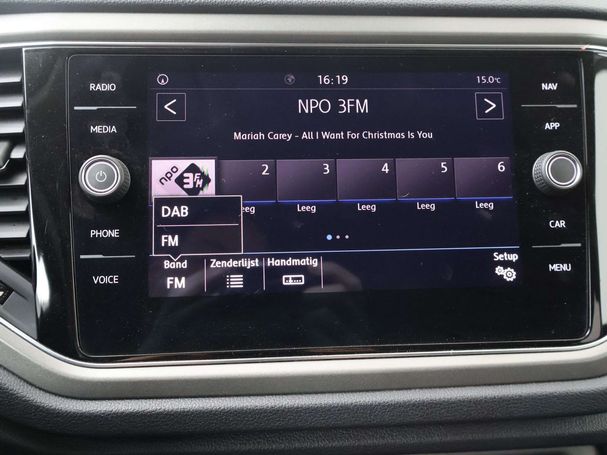 RADIO
MEDIA
PHONE
VOICE
16:19
15.0°C
NPO 3FM
Mariah Carey - All I Want For Christmas Is You
npo 3FM
2
3
4
5
6
eeg
Leeg
Leeg
Leeg
Leeg
DAB
FM
Band
FM
Zenderlijst
Handmatig
Setup
NAV
APP
CAR
MENU